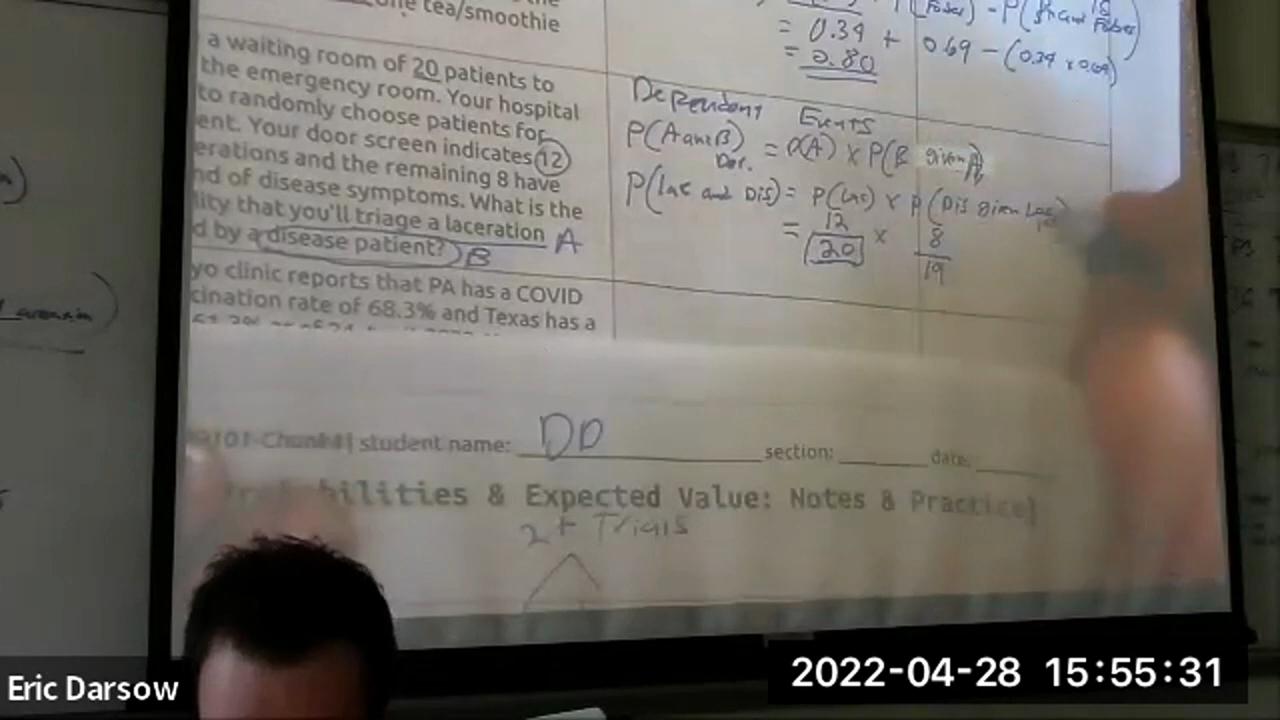 tea/smoothie
a waiting room of 20 patients to
the emergency room. Your hospital
to randomly choose patients for
ent. Your door screen indicates 12
erations and the remaining 8 have
nd of disease symptoms. What is the
lity that you'll triage a laceration A
d by a disease patient? B
yo clinic reports that PA has a COVID
cination rate of 68.3% and Texas has a
= 0.39 + 0.69 - (0.39 x 0.69)
= 0.80
Dependent Events
P(A and B) = P(A) x P(B given A)
Dep.
P(Lac and Dis) = P(Lac) x P(Dis given Lac)
= 12/20 x 8/19
student name: DD section: date:
bilities & Expected Value: Notes & Practice]
2+ Trials
Eric Darsow
2022-04-28 15:55:31